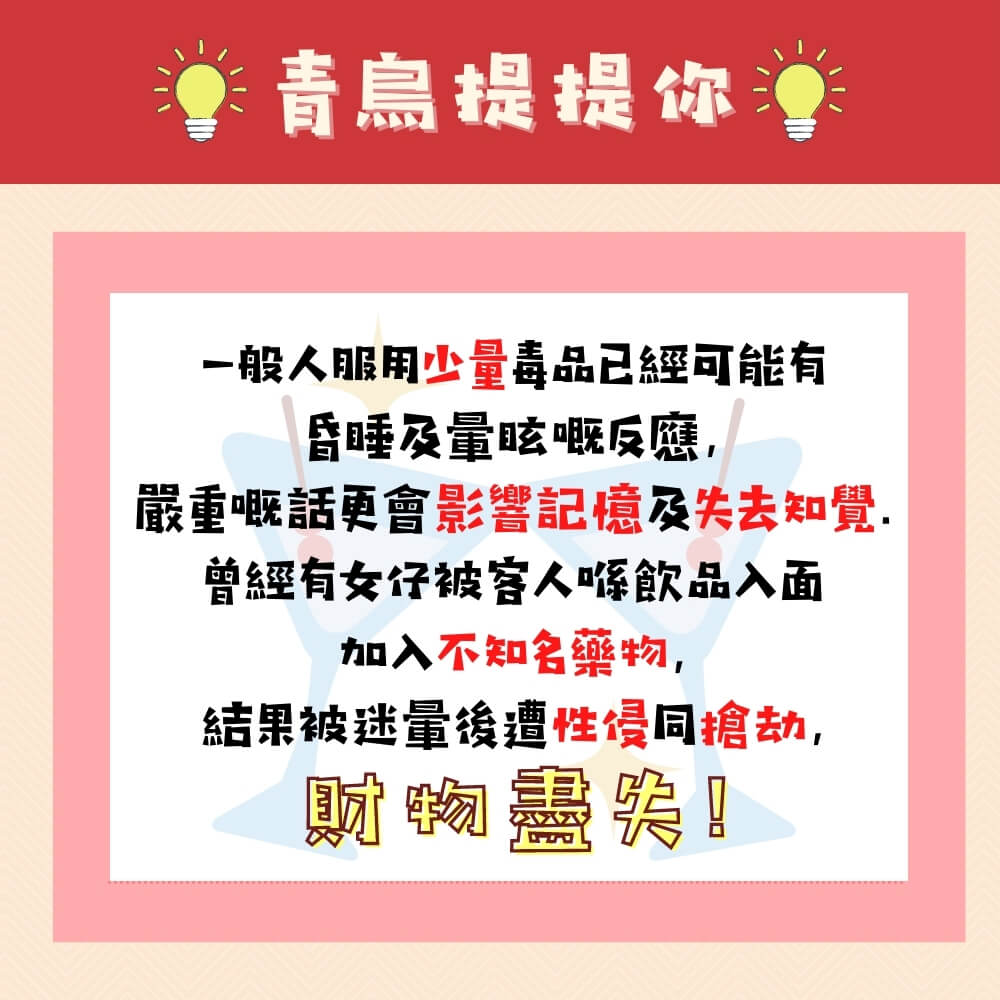 青鳥提提你
一般人服用少量毒品已經可能有
昏睡及暈眩嘅反應,
嚴重嘅話更會影響記憶及失去知覺.
曾經有女仔被客人喺飲品入面
加入不知名藥物,
結果被迷暈後遭性侵同搶劫,
財物盡失!